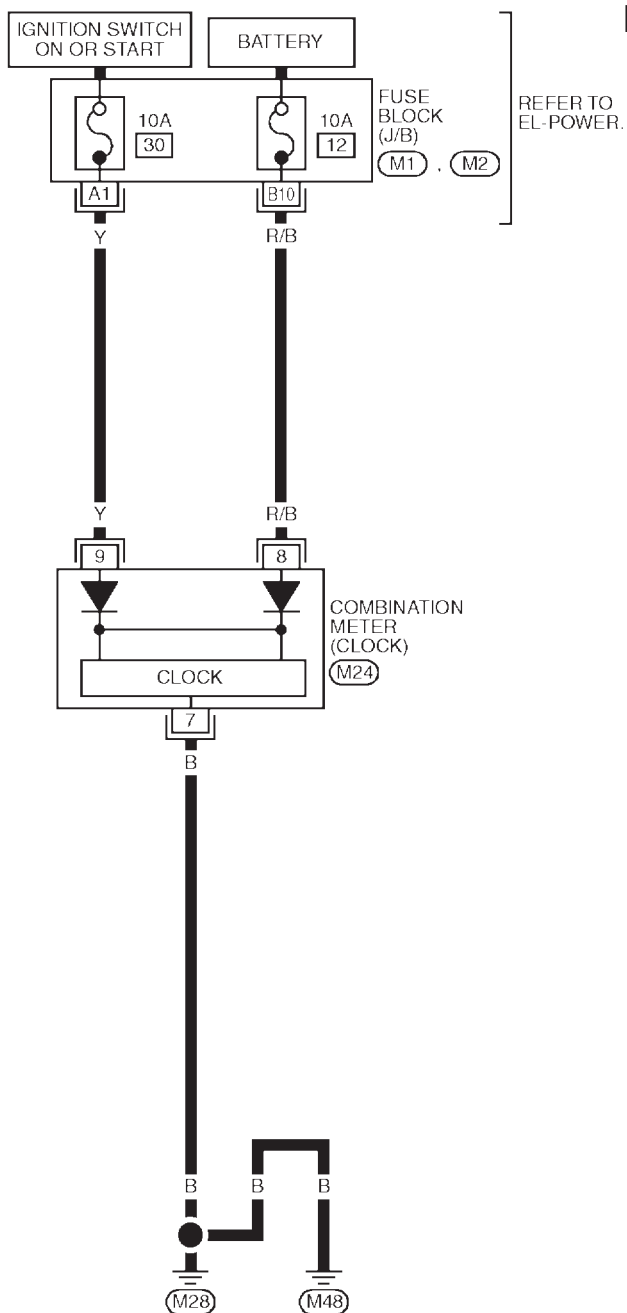 IGNITION SWITCH
ON OR START
BATTERY
10A
30
10A
12
FUSE
BLOCK
(J/B)
M1 , M2
REFER TO
EL-POWER.
A1
B10
Y
R/B
Y
R/B
9
8
COMBINATION
METER
(CLOCK)
M24
CLOCK
7
B
B
B
B
M28
M48